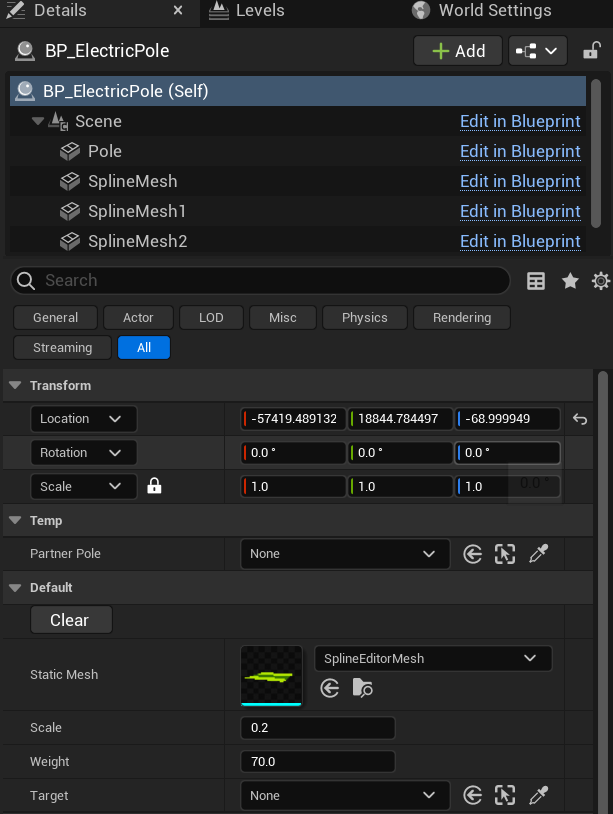 Details × Levels World Settings
BP_ElectricPole + Add
BP_ElectricPole (Self)
Scene Edit in Blueprint
Pole Edit in Blueprint
SplineMesh Edit in Blueprint
SplineMesh1 Edit in Blueprint
SplineMesh2 Edit in Blueprint
Search
General Actor LOD Misc Physics Rendering
Streaming All
Transform
Location -57419.489132 18844.784497 -68.999949
Rotation 0.0 ° 0.0 ° 0.0 °
Scale 1.0 1.0 1.0 0.0 °
Temp
Partner Pole None
Default
Clear
Static Mesh SplineEditorMesh
Scale 0.2
Weight 70.0
Target None